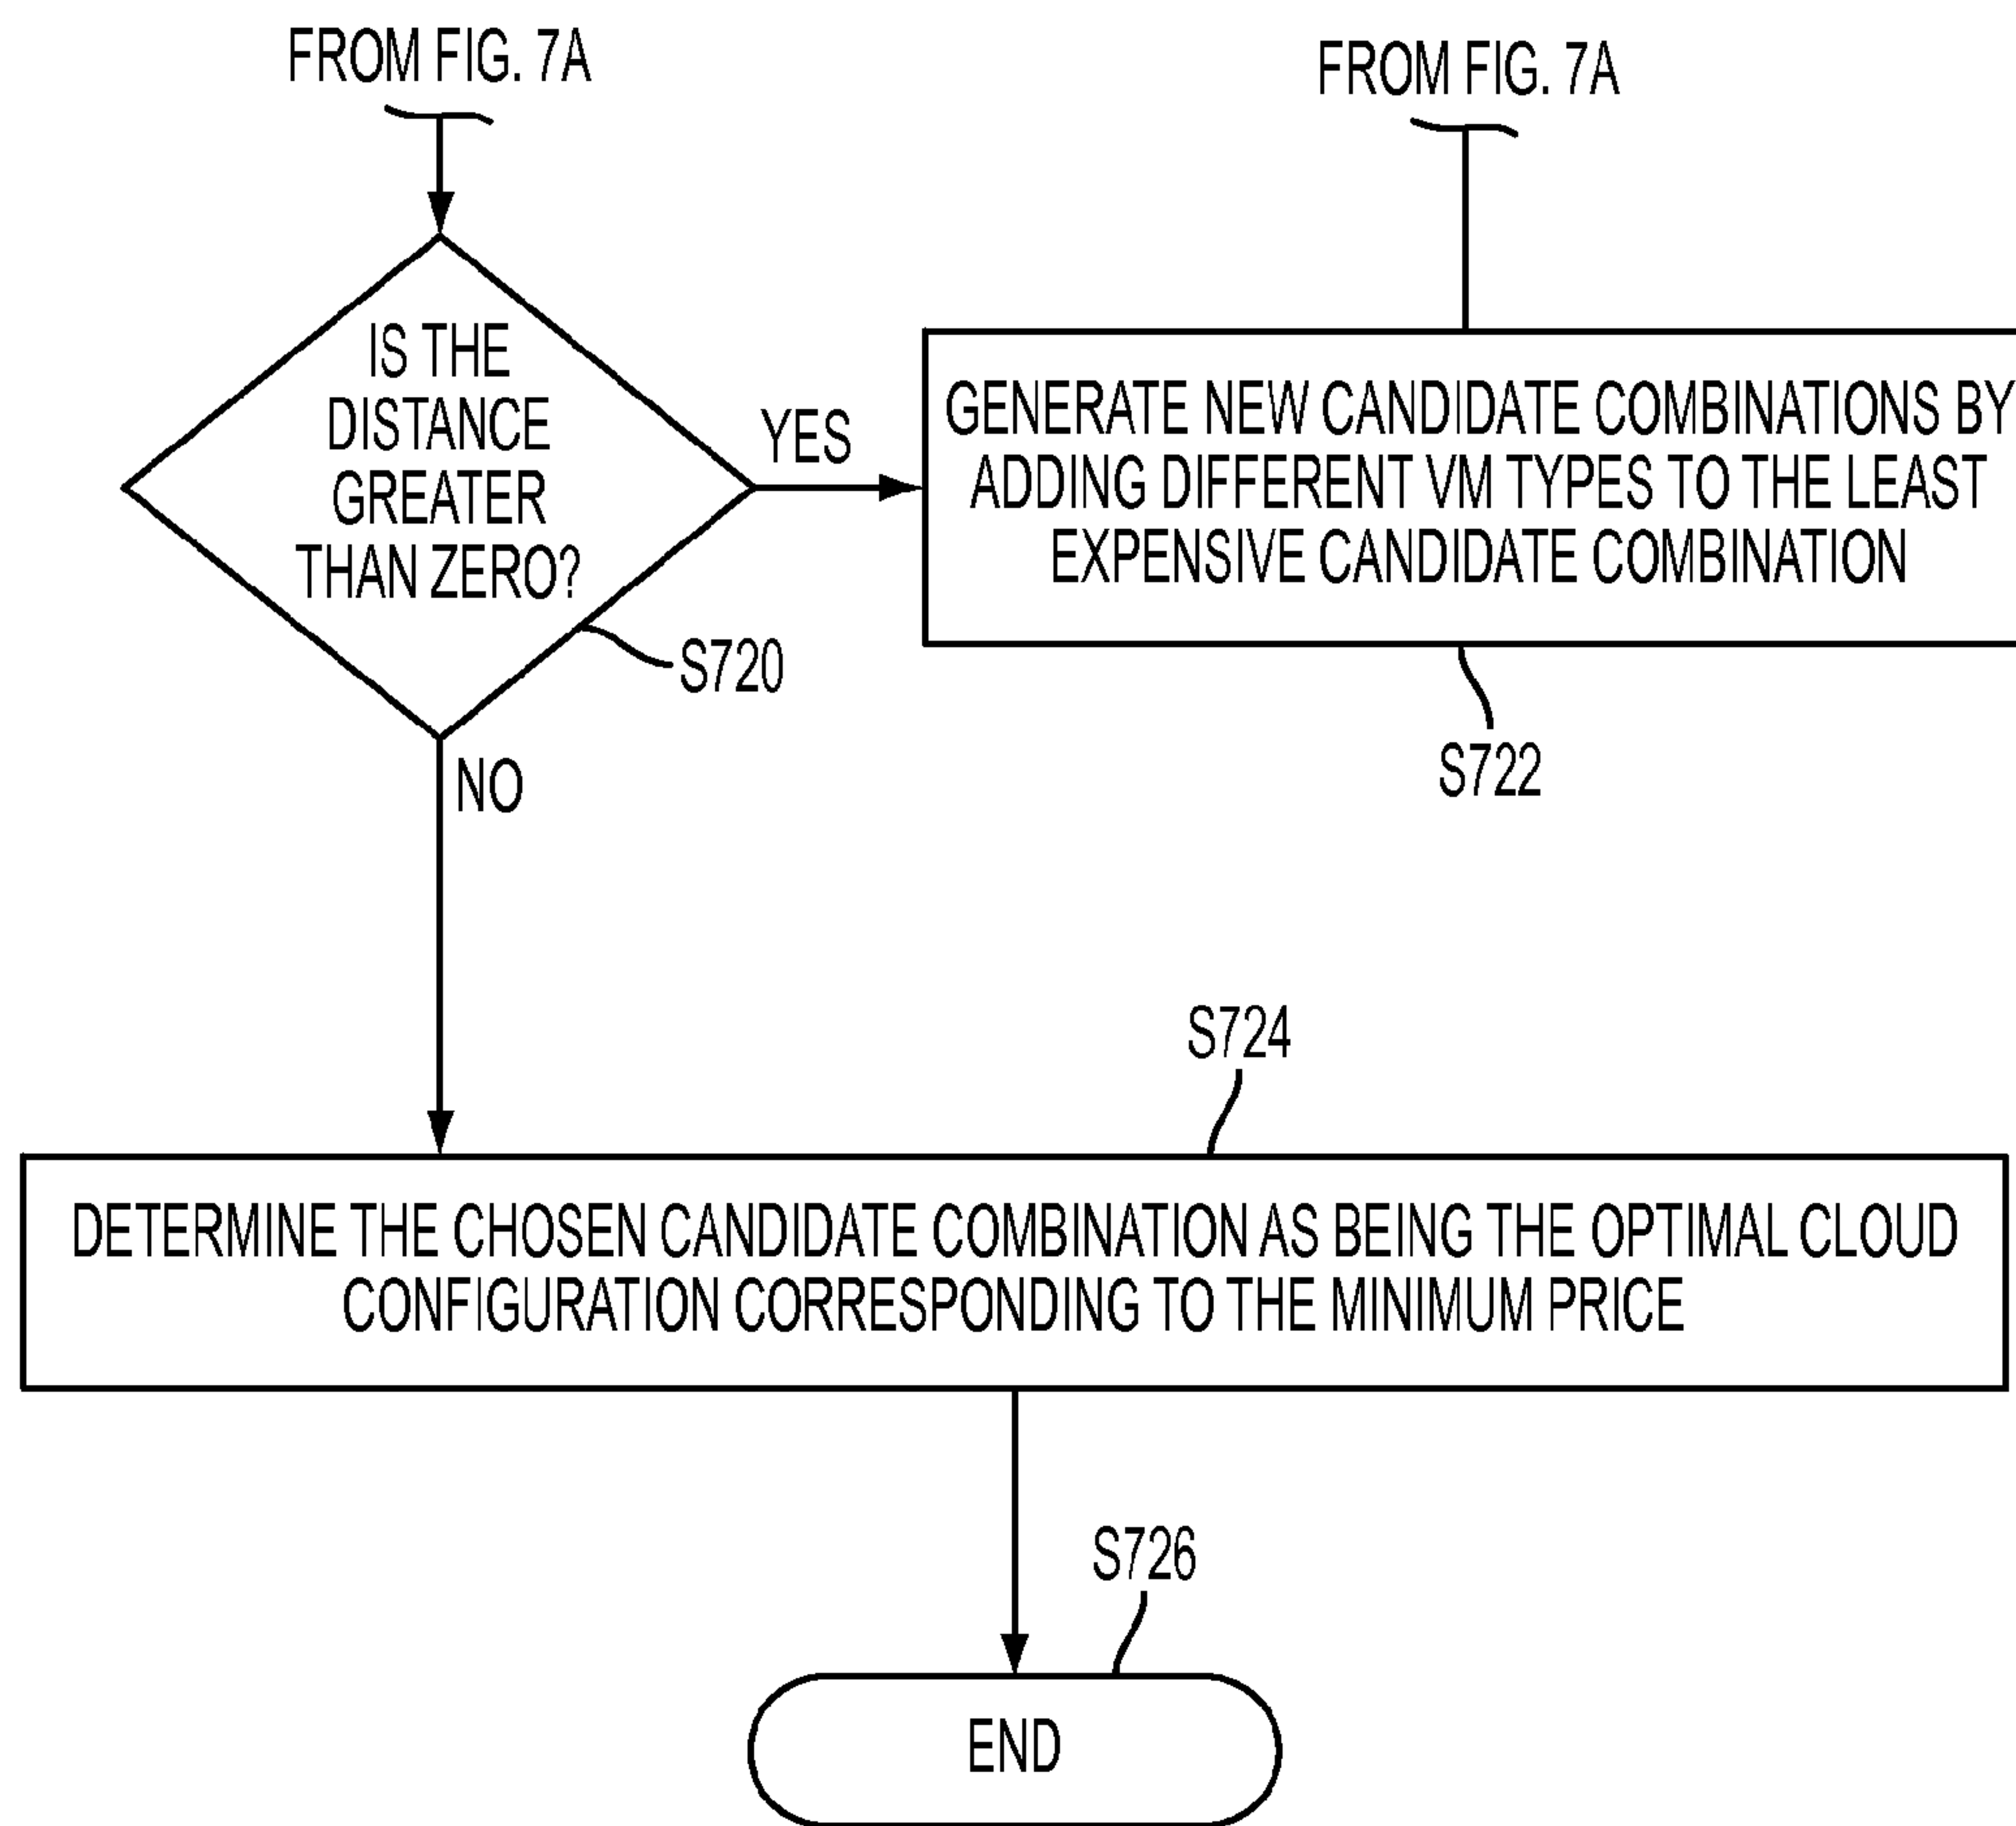 FROM FIG. 7A
FROM FIG. 7A
IS THE
DISTANCE
GREATER
THAN ZERO?
YES
S720
NO
GENERATE NEW CANDIDATE COMBINATIONS BY
ADDING DIFFERENT VM TYPES TO THE LEAST
EXPENSIVE CANDIDATE COMBINATION
S722
S724
DETERMINE THE CHOSEN CANDIDATE COMBINATION AS BEING THE OPTIMAL CLOUD
CONFIGURATION CORRESPONDING TO THE MINIMUM PRICE
S726
END